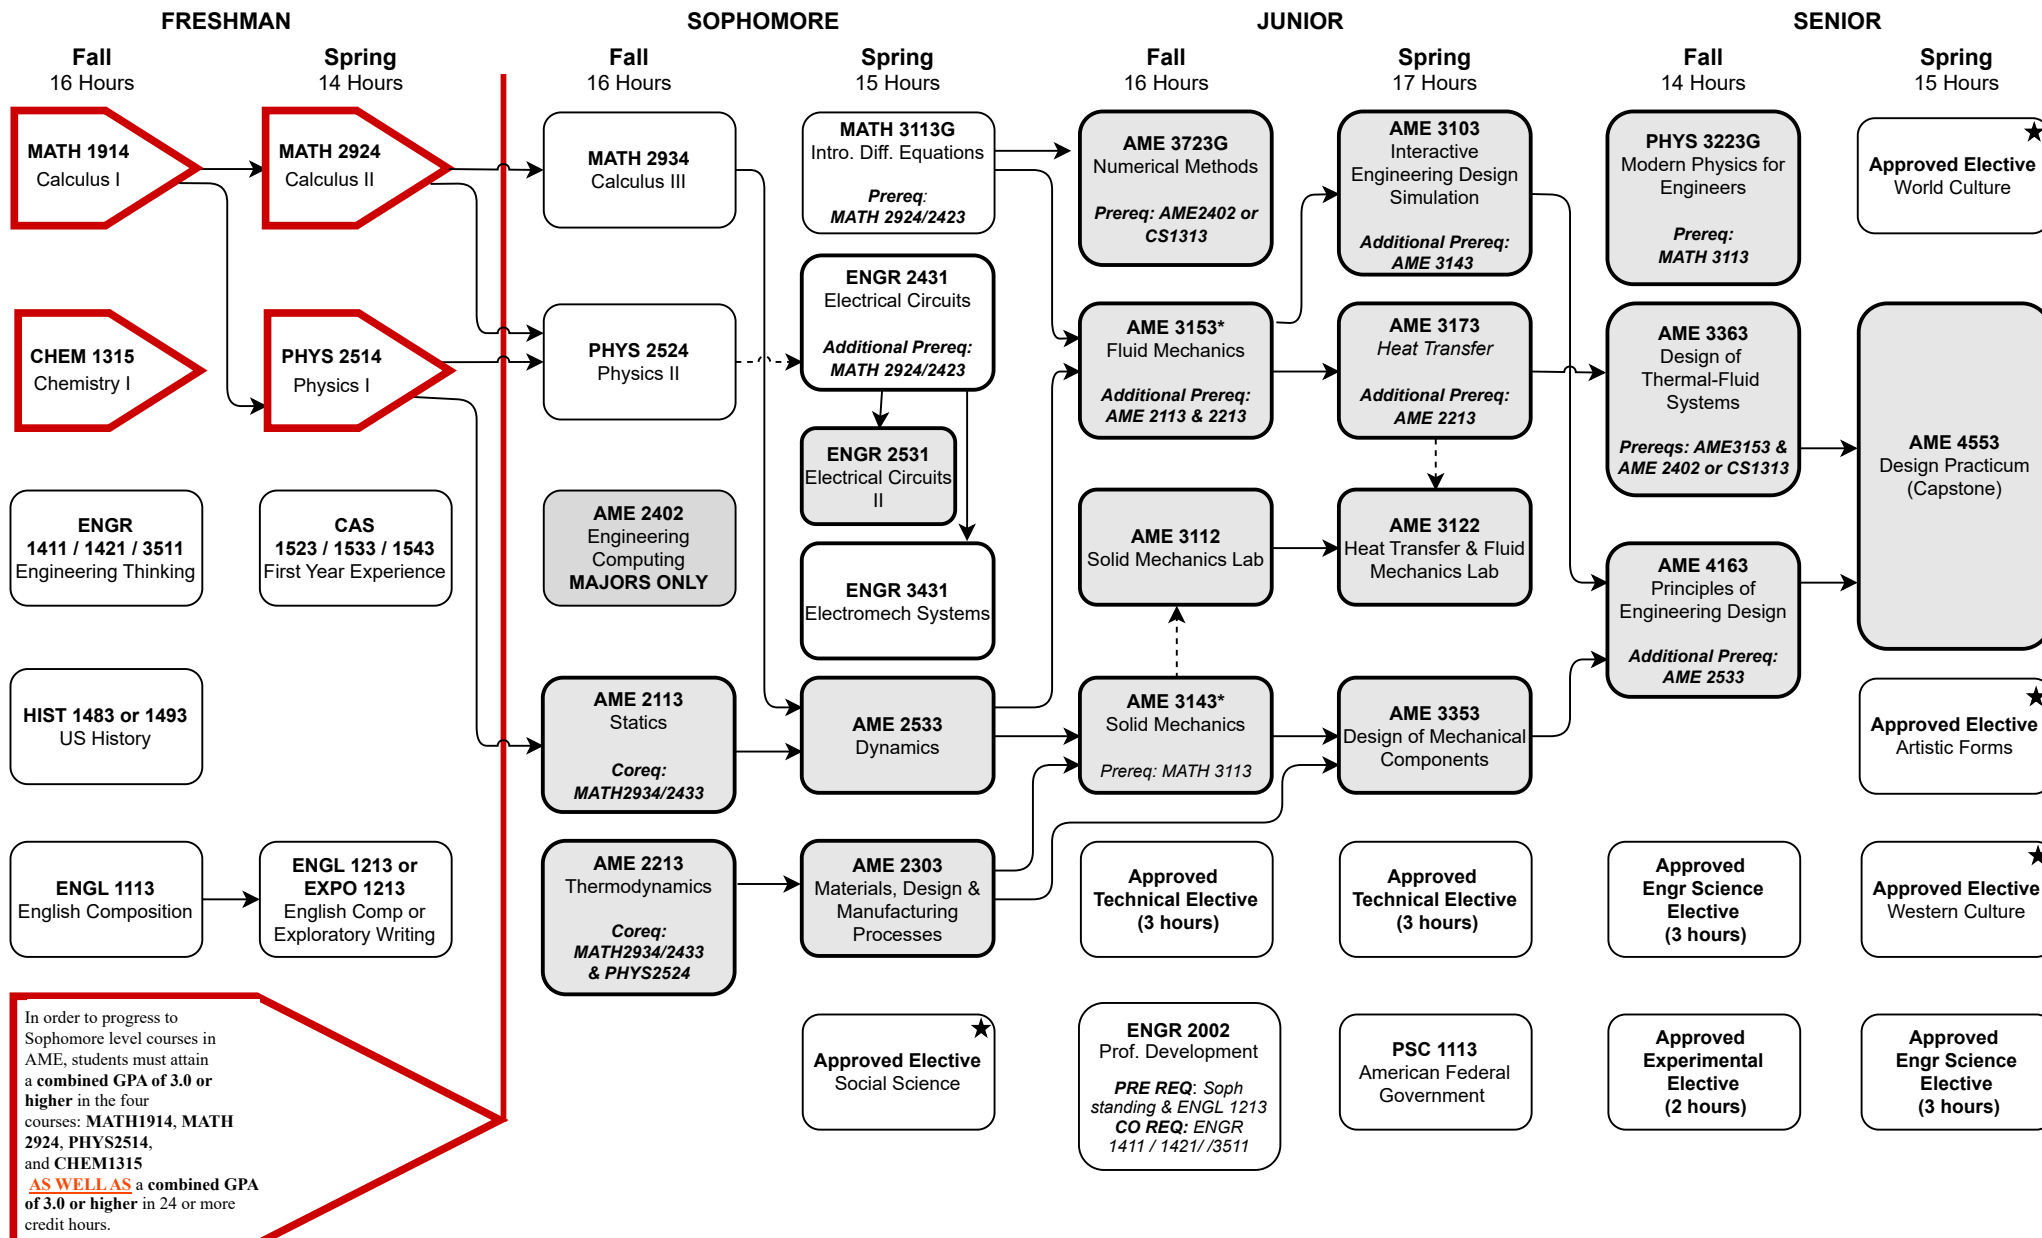 FRESHMAN
SOPHOMORE
JUNIOR
SENIOR
Fall
16 Hours
Spring
14 Hours
Fall
16 Hours
Spring
15 Hours
Fall
16 Hours
Spring
17 Hours
Fall
14 Hours
Spring
15 Hours
MATH 1914
Calculus I
CHEM 1315
Chemistry I
ENGR
1411 / 1421 / 3511
Engineering Thinking
HIST 1483 or 1493
US History
ENGL 1113
English Composition
In order to progress to
Sophomore level courses in
AME, students must attain
a combined GPA of 3.0 or
higher in the four
courses: MATH1914, MATH
2924, PHYS2514,
and CHEM1315
AS WELL AS a combined GPA
of 3.0 or higher in 24 or more
credit hours.
MATH 2924
Calculus II
PHYS 2514
Physics I
CAS
1523 / 1533 / 1543
First Year Experience
ENGL 1213 or
EXPO 1213
English Comp or
Exploratory Writing
MATH 2934
Calculus III
PHYS 2524
Physics II
AME 2402
Engineering
Computing
MAJORS ONLY
AME 2113
Statics
Coreq:
MATH2934/2433
AME 2213
Thermodynamics
Coreq:
MATH2934/2433
& PHYS2524
MATH 3113G
Intro. Diff. Equations
Prereq:
MATH 2924/2423
ENGR 2431
Electrical Circuits
Additional Prereq:
MATH 2924/2423
ENGR 2531
Electrical Circuits
II
ENGR 3431
Electromech Systems
AME 2533
Dynamics
AME 2303
Materials, Design &
Manufacturing
Processes
Approved Elective
Social Science
AME 3723G
Numerical Methods
Prereq: AME2402 or
CS1313
AME 3153*
Fluid Mechanics
Additional Prereq:
AME 2113 & 2213
AME 3112
Solid Mechanics Lab
AME 3143*
Solid Mechanics
Prereq: MATH 3113
Approved
Technical Elective
(3 hours)
ENGR 2002
Prof. Development
PRE REQ: Soph
standing & ENGL 1213
CO REQ: ENGR
1411 / 1421/ /3511
AME 3103
Interactive
Engineering Design
Simulation
Additional Prereq:
AME 3143
AME 3173
Heat Transfer
Additional Prereq:
AME 2213
AME 3122
Heat Transfer & Fluid
Mechanics Lab
AME 3353
Design of Mechanical
Components
Approved
Technical Elective
(3 hours)
PSC 1113
American Federal
Government
PHYS 3223G
Modern Physics for
Engineers
Prereq:
MATH 3113
AME 3363
Design of
Thermal-Fluid
Systems
Prereqs: AME3153 &
AME 2402 or CS1313
AME 4163
Principles of
Engineering Design
Additional Prereq:
AME 2533
Approved
Engr Science
Elective
(3 hours)
Approved
Experimental
Elective
(2 hours)
Approved Elective
World Culture
AME 4553
Design Practicum
(Capstone)
Approved Elective
Artistic Forms
Approved Elective
Western Culture
Approved
Engr Science
Elective
(3 hours)